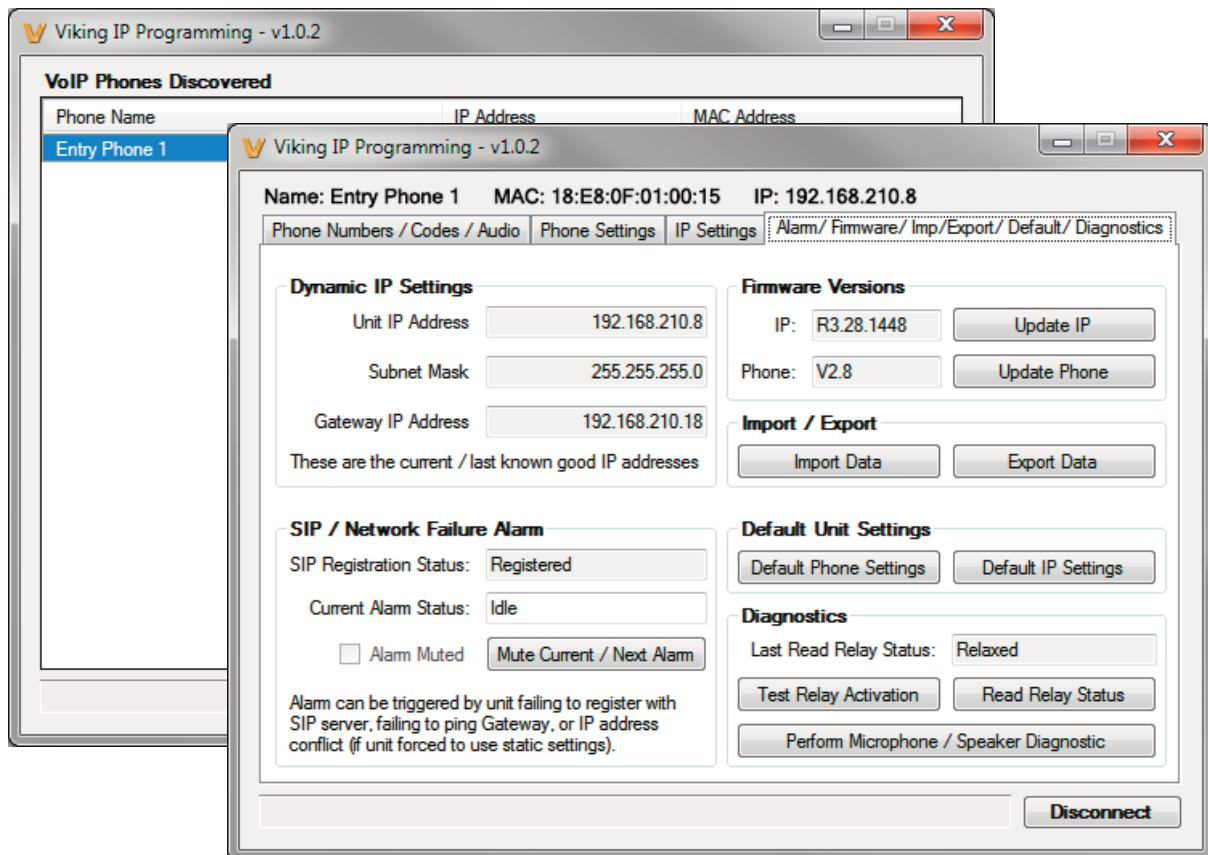 Viking IP Programming - v1.0.2
VoIP Phones Discovered
Phone Name IP Address MAC Address
Entry Phone 1
Viking IP Programming - v1.0.2
Name: Entry Phone 1 MAC: 18:E8:0F:01:00:15 IP: 192.168.210.8
Phone Numbers / Codes / Audio Phone Settings IP Settings Alarm/ Firmware/ Imp/Export/ Default/ Diagnostics
Dynamic IP Settings
Unit IP Address 192.168.210.8
Subnet Mask 255.255.255.0
Gateway IP Address 192.168.210.18
These are the current / last known good IP addresses
Firmware Versions
IP: R3.28.1448 Update IP
Phone: V2.8 Update Phone
Import / Export
Import Data Export Data
SIP / Network Failure Alarm
SIP Registration Status: Registered
Current Alarm Status: Idle
Alarm Muted Mute Current / Next Alarm
Alarm can be triggered by unit failing to register with
SIP server, failing to ping Gateway, or IP address
conflict (if unit forced to use static settings).
Default Unit Settings
Default Phone Settings Default IP Settings
Diagnostics
Last Read Relay Status: Relaxed
Test Relay Activation Read Relay Status
Perform Microphone / Speaker Diagnostic
Disconnect